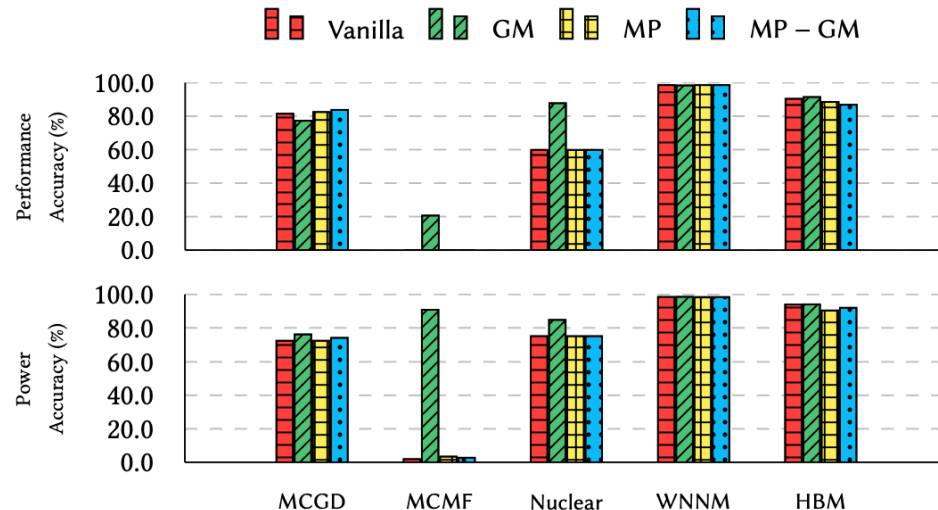 Vanilla GM MP MP – GM
Performance
Accuracy (%)
100.0
80.0
60.0
40.0
20.0
0.0
Power
Accuracy (%)
100.0
80.0
60.0
40.0
20.0
0.0
MCGD MCMF Nuclear WNNM HBM